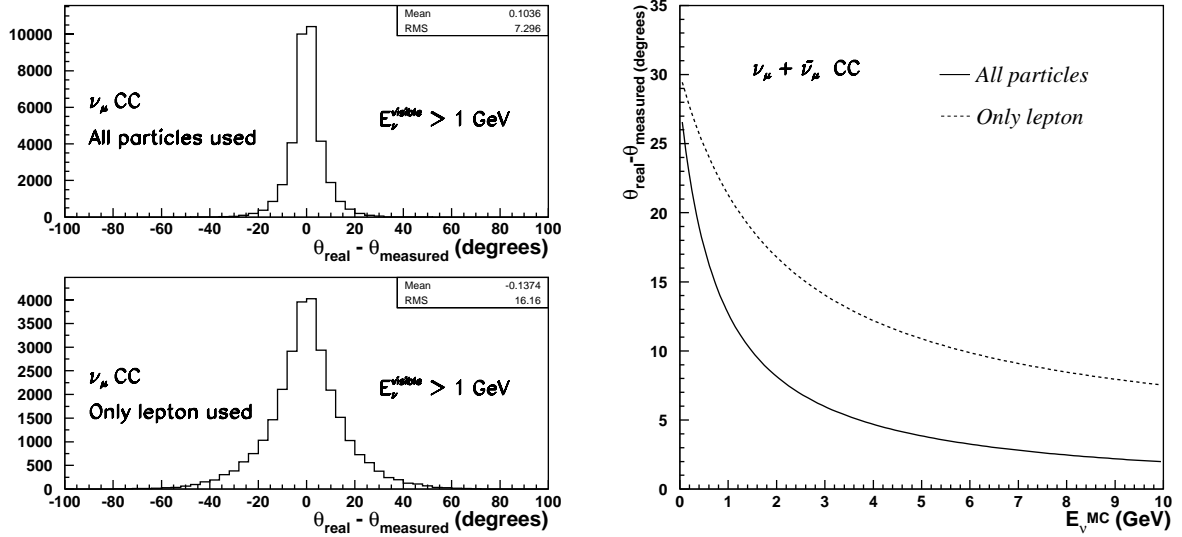 Mean 0.1036
RMS 7.296
10000
8000
6000
4000
2000
0
ν_μ CC
All particles used
E_ν^visible > 1 GeV
-100 -80 -60 -40 -20 0 20 40 60 80 100
θ_real - θ_measured (degrees)
Mean -0.1374
RMS 16.16
4000
3500
3000
2500
2000
1500
1000
500
0
ν_μ CC
Only lepton used
E_ν^visible > 1 GeV
-100 -80 -60 -40 -20 0 20 40 60 80 100
θ_real - θ_measured (degrees)
θ_real-θ_measured (degrees)
35
30
25
20
15
10
5
0
ν_μ + ν̄_μ CC
All particles
Only lepton
0 1 2 3 4 5 6 7 8 9 10
E_ν^MC (GeV)